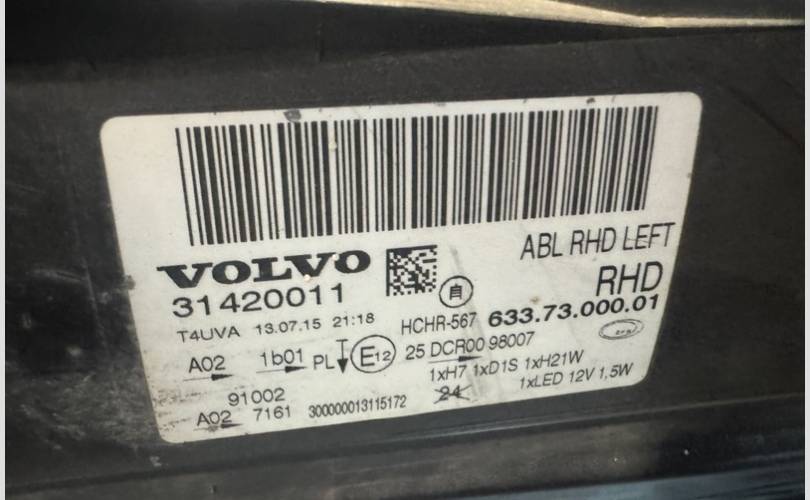 ABL RHD LEFT
VOLVO
RHD
31420011
自
HCHR-567 633.73.000.01
T4UVA 13.07.15 21:18
A02 1b01 PL E12 25 DCR00 98007
1xH7 1xD1S 1xH21W
91002
24
1xLED 12V 1,5W
A02 7161 300000013115172